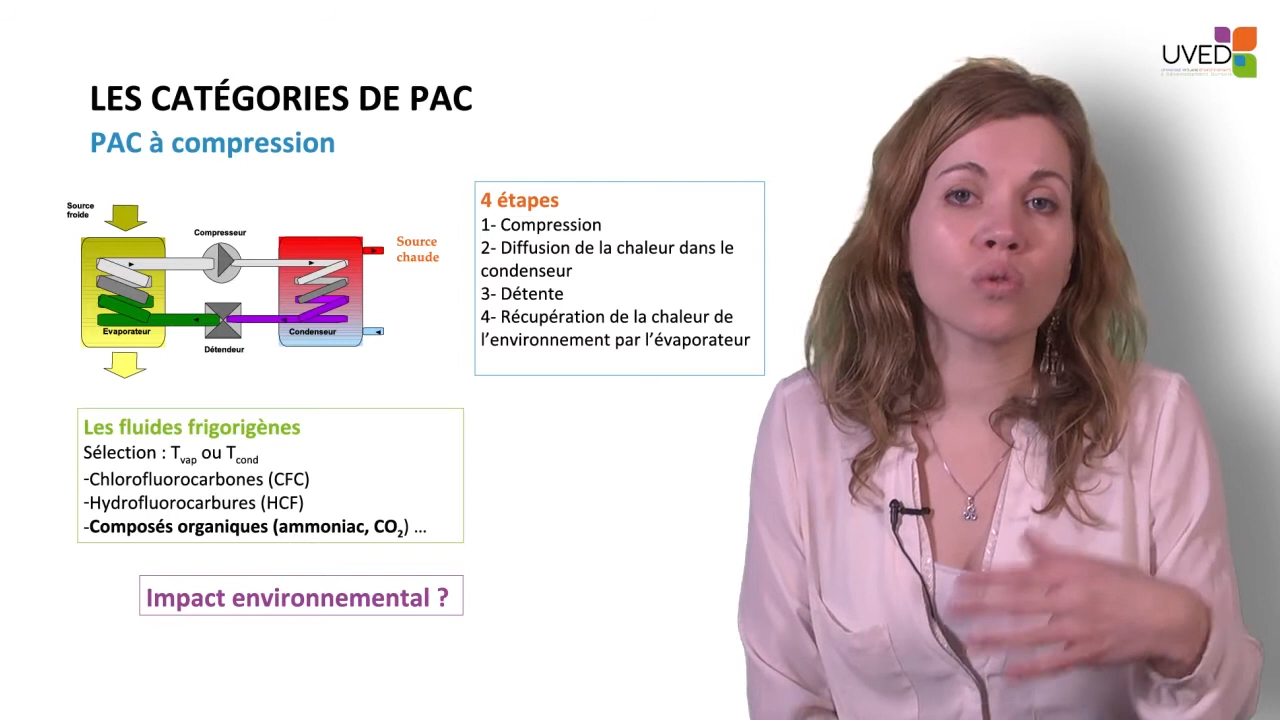 UVED
LES CATÉGORIES DE PAC
PAC à compression
Source
froide
Compresseur
Source
chaude
Evaporateur
Condenseur
Détendeur
4 étapes
1- Compression
2- Diffusion de la chaleur dans le
condenseur
3- Détente
4- Récupération de la chaleur de
l’environnement par l’évaporateur
Les fluides frigorigènes
Sélection : Tvap ou Tcond
-Chlorofluorocarbones (CFC)
-Hydrofluorocarbures (HCF)
-Composés organiques (ammoniac, CO2) ...
Impact environnemental ?